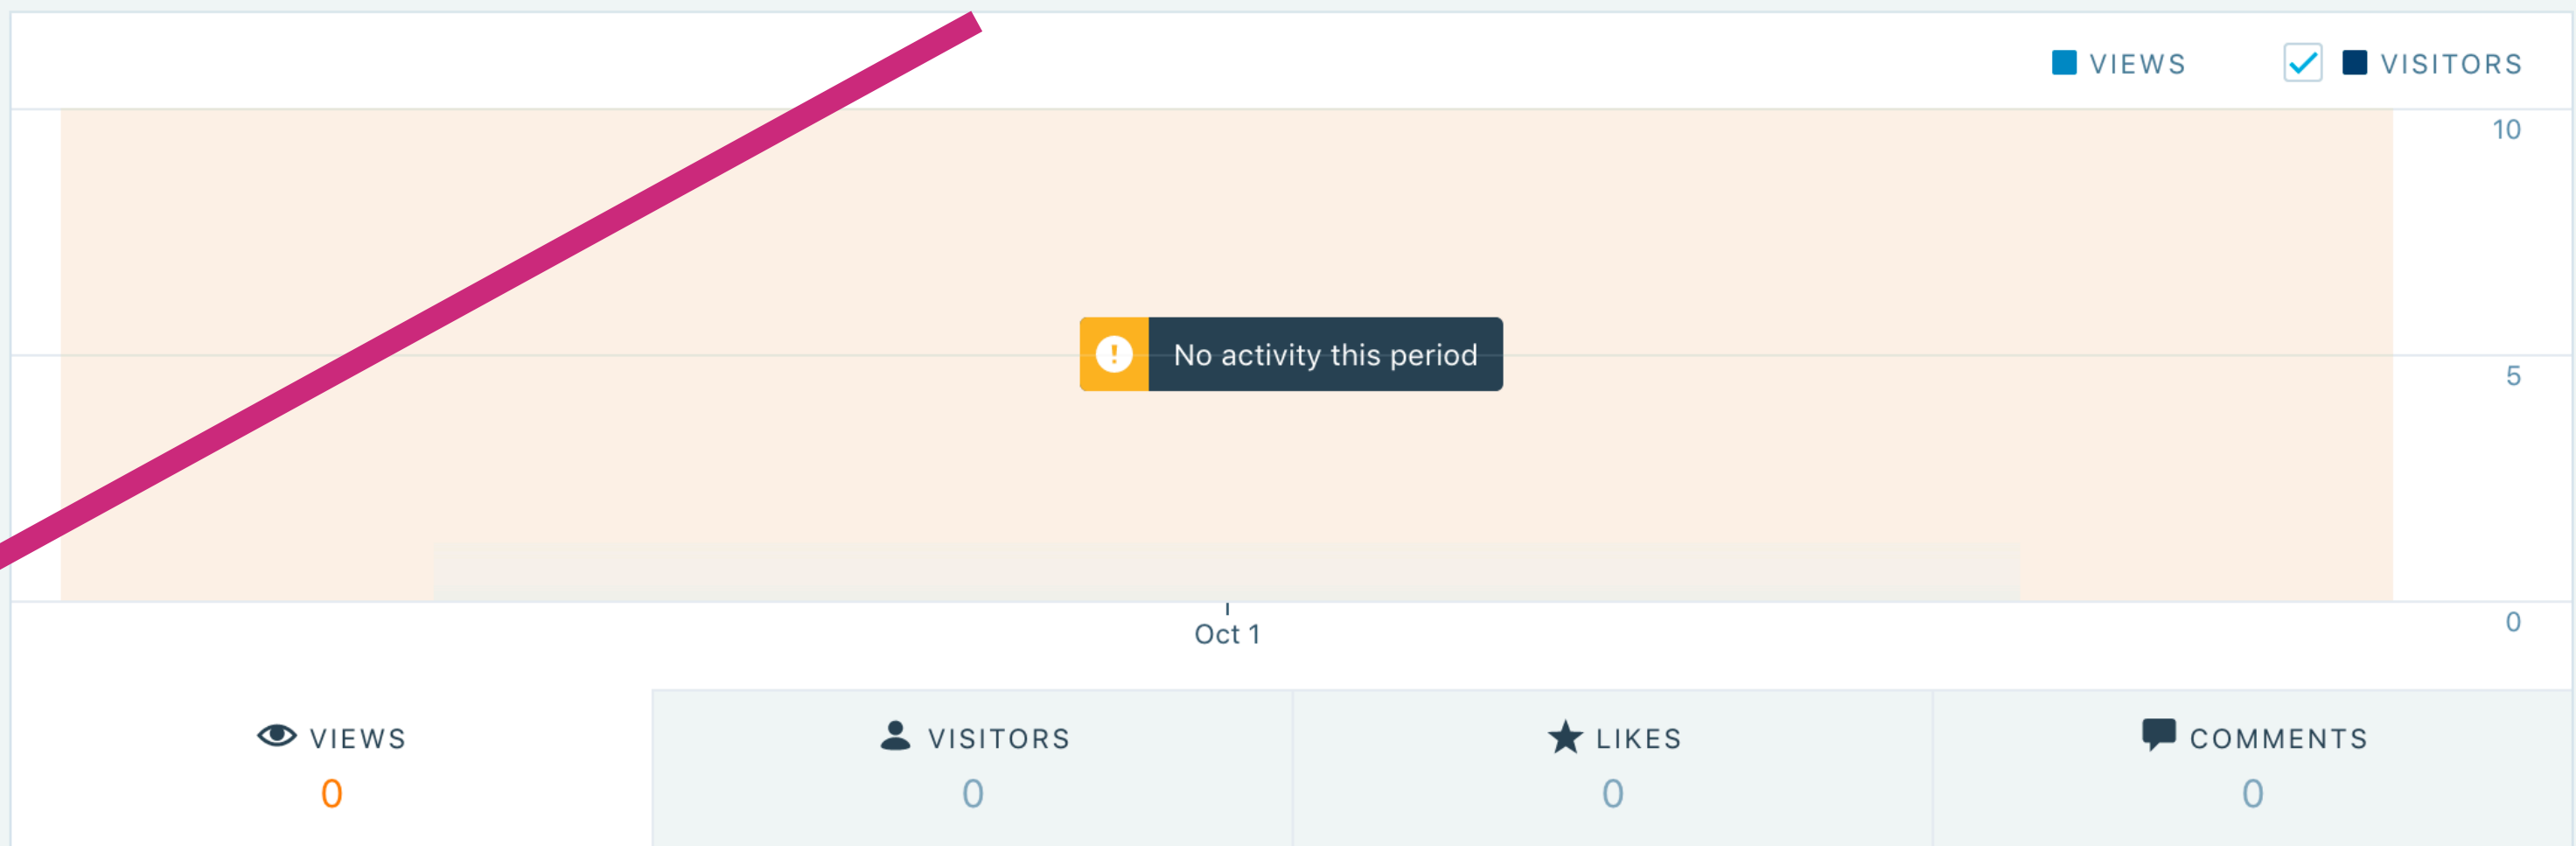 VIEWS VISITORS
10
No activity this period
5
0
Oct 1
VIEWS VISITORS LIKES COMMENTS
0 0 0 0